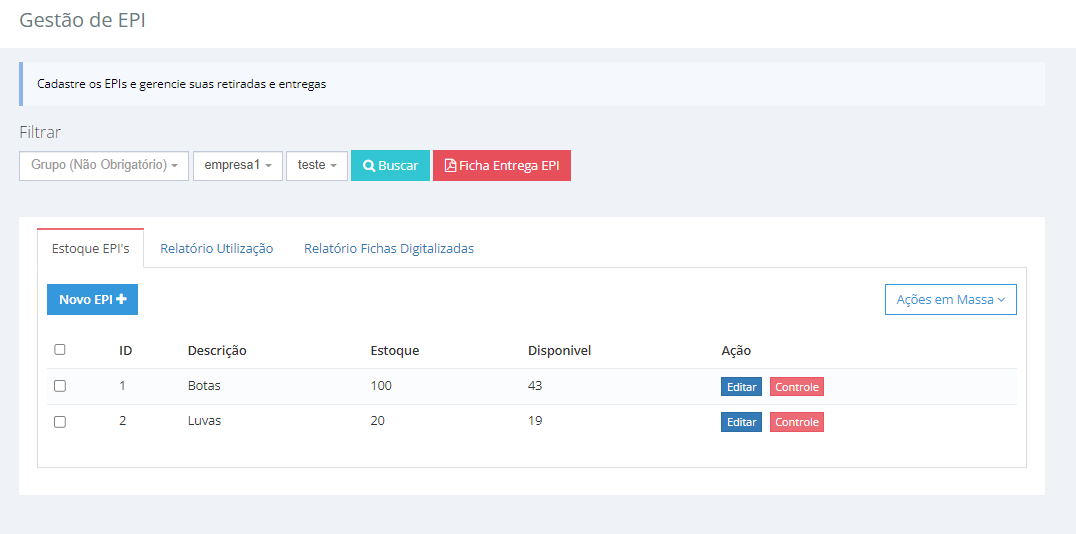 Gestão de EPI
Cadastre os EPIs e gerencie suas retiradas e entregas
Filtrar
Grupo (Não Obrigatório) empresa1 teste Buscar Ficha Entrega EPI
Estoque EPI's Relatório Utilização Relatório Fichas Digitalizadas
Novo EPI Ações em Massa
ID Descrição Estoque Disponivel Ação
1 Botas 100 43 Editar Controle
2 Luvas 20 19 Editar Controle